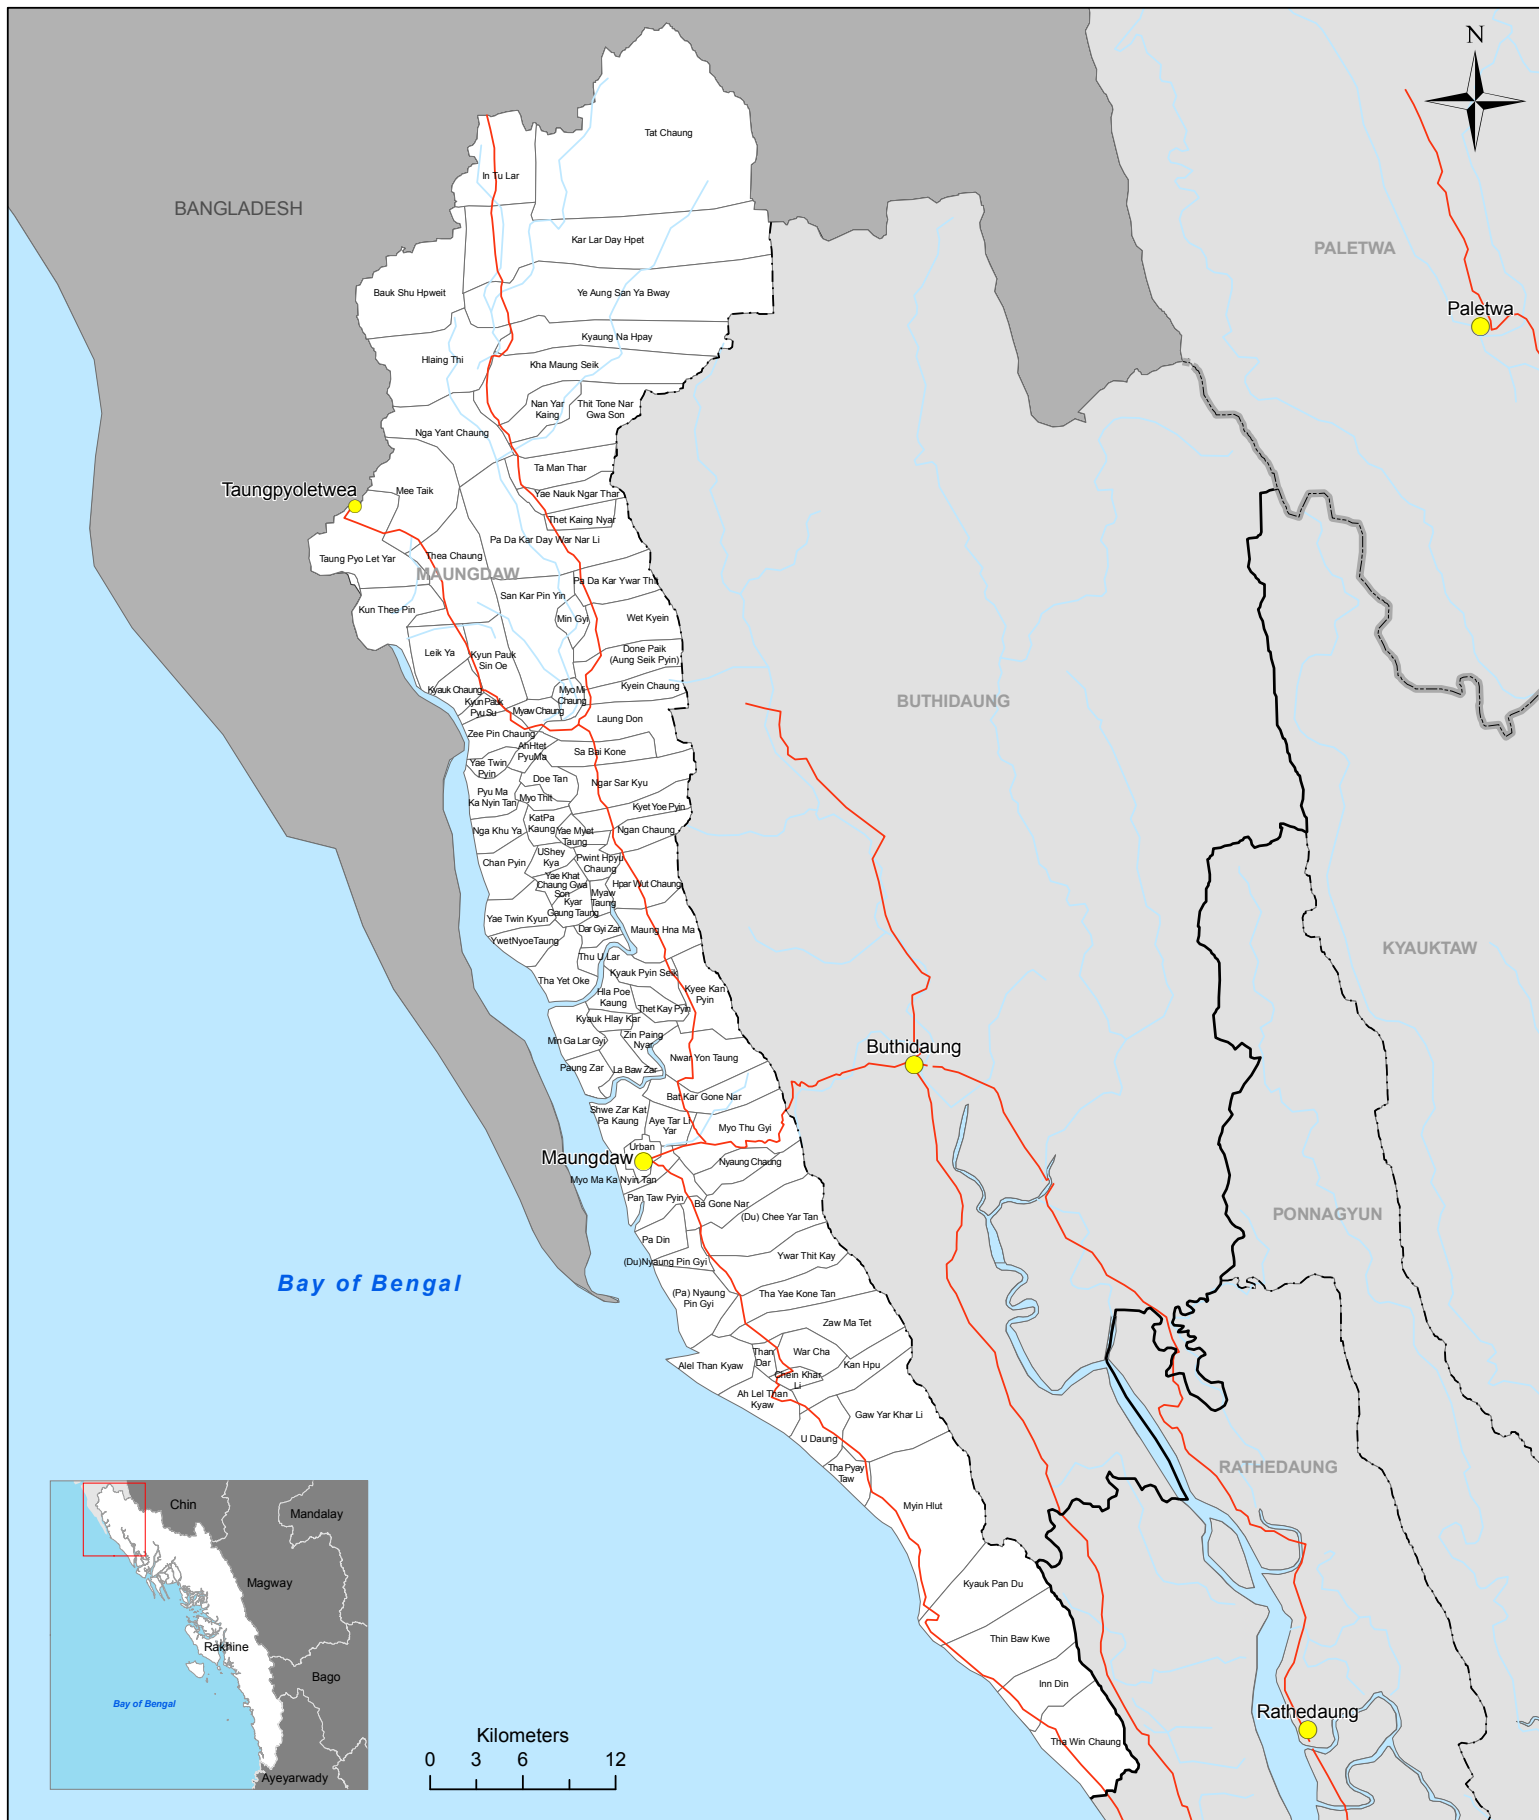 N
Tat Chaung
In Tu Lar
BANGLADESH
Kar Lar Day Hpet
PALETWA
Bauk Shu Hpweit
Ye Aung San Ya Bway
Paletwa
Kyaung Na Hpay
Hlaing Thi
Kha Maung Seik
Nan Yar
Kaing
Thit Tone Nar
Gwa Son
Nga Yant Chaung
Ta Man Thar
Taungpyoletwea
Mee Taik
Yae Nauk Ngar Thar
Thet Kaing Nyar
Pa Da Kar Day War Nar Li
Taung Pyo Let Yar
Thea Chaung
MAUNGDAW
Pa Da Kar Ywar Thit
San Kar Pin Yin
Kun Thee Pin
Min Gyi
Wet Kyein
Leik Ya
Kyun Pauk
Sin Oe
Done Paik
(Aung Seik Pyin)
Kyauk Chaung
Kyein Chaung
Myo Mi
Chaung
BUTHIDAUNG
Kyun Pauk
Pyu Su
Myaw Chaung
Laung Don
Zee Pin Chaung
Ah Htet
Pyu Ma
Sa Bai Kone
Yae Twin
Pyin
Doe Tan
Ngar Sar Kyu
Pyu Ma
Ka Nyin Tan
Myo Thit
Kyet Yoe Pyin
Kat Pa
Kaung
Nga Khu Ya
Yae Myet
Taung
Ngan Chaung
U Shey
Kya
Chan Pyin
Pwint Hpyu
Chaung
Yae Khat
Chaung Gwa
Son
Hpar Wut Chaung
Myaw
Taung
Kyar
Gaung Taung
Yae Twin Kyun
Dar Gyi Zar
Maung Hna Ma
Ywet Nyoe Taung
KYAUKTAW
Thu U Lar
Kyauk Pyin Seik
Tha Yet Oke
Kyee Kan
Pyin
Hla Poe
Kaung
Thet Kay Pyin
Kyauk Hlay Kar
Min Ga Lar Gyi
Zin Paing
Nyar
Buthidaung
Nwar Yon Taung
Paung Zar
La Baw Zar
Bat Kar Gone Nar
Shwe Zar Kat
Pa Kaung
Aye Tar Li
Yar
Myo Thu Gyi
Urban
Maungdaw
Nyaung Chaung
Myo Ma Ka Nyin Tan
Pan Taw Pyin
Ba Gone Nar
(Du) Chee Yar Tan
PONNAGYUN
Pa Din
Ywar Thit Kay
(Du)Nyaung Pin Gyi
Bay of Bengal
(Pa) Nyaung
Pin Gyi
Tha Yae Kone Tan
Zaw Ma Tet
Than
Dar
War Cha
Alel Than Kyaw
Kan Hpu
Chein Khar
Li
Ah Lel Than
Kyaw
Gaw Yar Khar Li
U Daung
RATHEDAUNG
Tha Pyay
Taw
Myin Hlut
Chin
Mandalay
Kyauk Pan Du
Magway
Thin Baw Kwe
Rakhine
Bago
Inn Din
Bay of Bengal
Rathedaung
Tha Win Chaung
Kilometers
0 3 6 12
Ayeyarwady